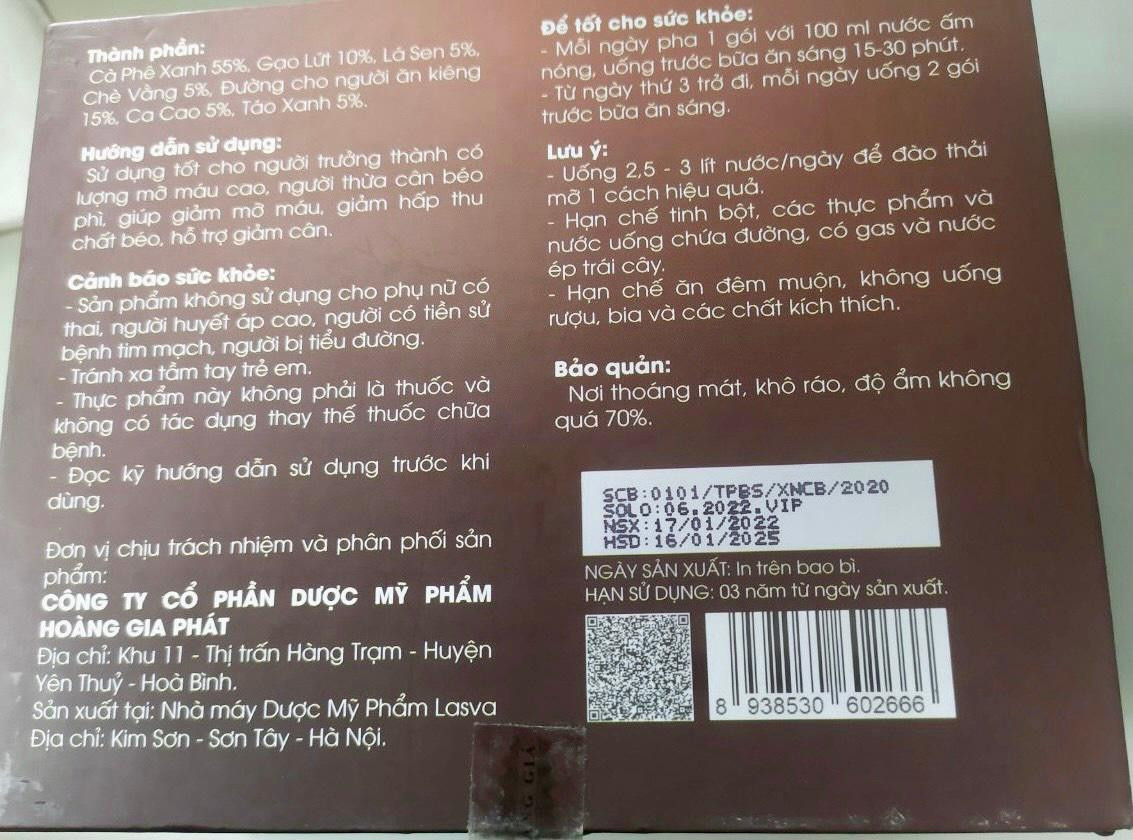 Thành phần:
Cà Phê Xanh 55%, Gạo Lứt 10%, Lá Sen 5%,
Chè Vằng 5%, Đường cho người ăn kiêng
15%, Ca Cao 5%, Táo Xanh 5%.
Hướng dẫn sử dụng:
Sử dụng tốt cho người trưởng thành có
lượng mỡ máu cao, người thừa cân béo
phì, giúp giảm mỡ máu, giảm hấp thu
chất béo, hỗ trợ giảm cân.
Cảnh báo sức khỏe:
- Sản phẩm không sử dụng cho phụ nữ có
thai, người huyết áp cao, người có tiền sử
bệnh tim mạch, người bị tiểu đường.
- Tránh xa tầm tay trẻ em.
- Thực phẩm này không phải là thuốc và
không có tác dụng thay thế thuốc chữa
bệnh.
- Đọc kỹ hướng dẫn sử dụng trước khi
dùng.
Đơn vị chịu trách nhiệm và phân phối sản
phẩm:
CÔNG TY CỔ PHẦN DƯỢC MỸ PHẨM
HOÀNG GIA PHÁT
Địa chỉ: Khu 11 - Thị trấn Hàng Trạm - Huyện
Yên Thuỷ - Hoà Bình.
Sản xuất tại: Nhà máy Dược Mỹ Phẩm Lasva
Địa chỉ: Kim Sơn - Sơn Tây - Hà Nội.
Để tốt cho sức khỏe:
- Mỗi ngày pha 1 gói với 100 ml nước ấm
nóng, uống trước bữa ăn sáng 15-30 phút.
- Từ ngày thứ 3 trở đi, mỗi ngày uống 2 gói
trước bữa ăn sáng.
Lưu ý:
- Uống 2,5 - 3 lít nước/ngày để đào thải
mỡ 1 cách hiệu quả.
- Hạn chế tinh bột, các thực phẩm và
nước uống chứa đường, có gas và nước
ép trái cây.
- Hạn chế ăn đêm muộn, không uống
rượu, bia và các chất kích thích.
Bảo quản:
Nơi thoáng mát, khô ráo, độ ẩm không
quá 70%.
SCB:0101/TPBS/XNCB/2020
SOLO:06.2022.VIP
NSX:17/01/2022
HSD:16/01/2025
NGÀY SẢN XUẤT: In trên bao bì.
HẠN SỬ DỤNG: 03 năm từ ngày sản xuất.
8 938530 602666
NG GIA